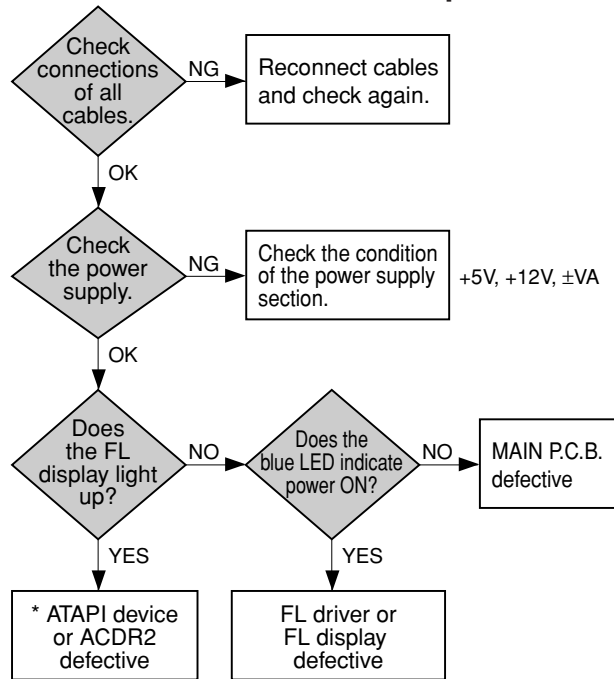 Check
connections
of all
cables.
NG
Reconnect cables
and check again.
OK
Check
the power
supply.
NG
Check the condition
of the power supply
section.
+5V, +12V, ±VA
OK
Does
the FL
display light
up?
NO
Does the
blue LED indicate
power ON?
NO
MAIN P.C.B.
defective
YES
* ATAPI device
or ACDR2
defective
YES
FL driver or
FL display
defective